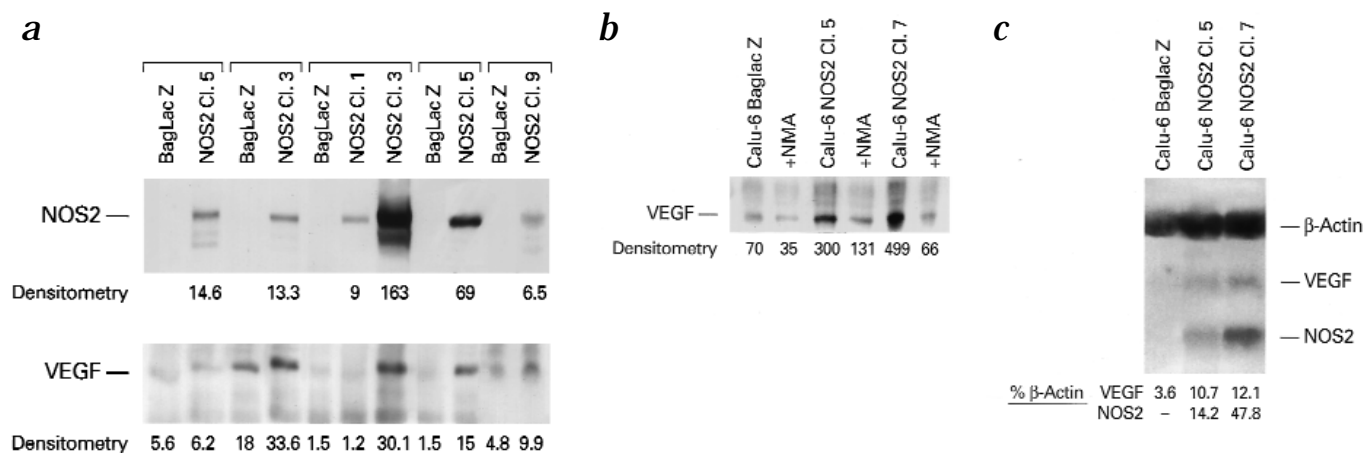 a
BagLac Z
NOS2 Cl. 5
BagLac Z
NOS2 Cl. 3
BagLac Z
NOS2 Cl. 1
NOS2 Cl. 3
BagLac Z
NOS2 Cl. 5
BagLac Z
NOS2 Cl. 9
NOS2 —
Densitometry 14.6 13.3 9 163 69 6.5
VEGF —
Densitometry 5.6 6.2 18 33.6 1.5 1.2 30.1 1.5 15 4.8 9.9
b
Calu-6 Baglac Z
+NMA
Calu-6 NOS2 Cl. 5
+NMA
Calu-6 NOS2 Cl. 7
+NMA
VEGF —
Densitometry 70 35 300 131 499 66
c
Calu-6 Baglac Z
Calu-6 NOS2 Cl. 5
Calu-6 NOS2 Cl. 7
— β-Actin
— VEGF
— NOS2
% β-Actin VEGF 3.6 10.7 12.1
NOS2 – 14.2 47.8